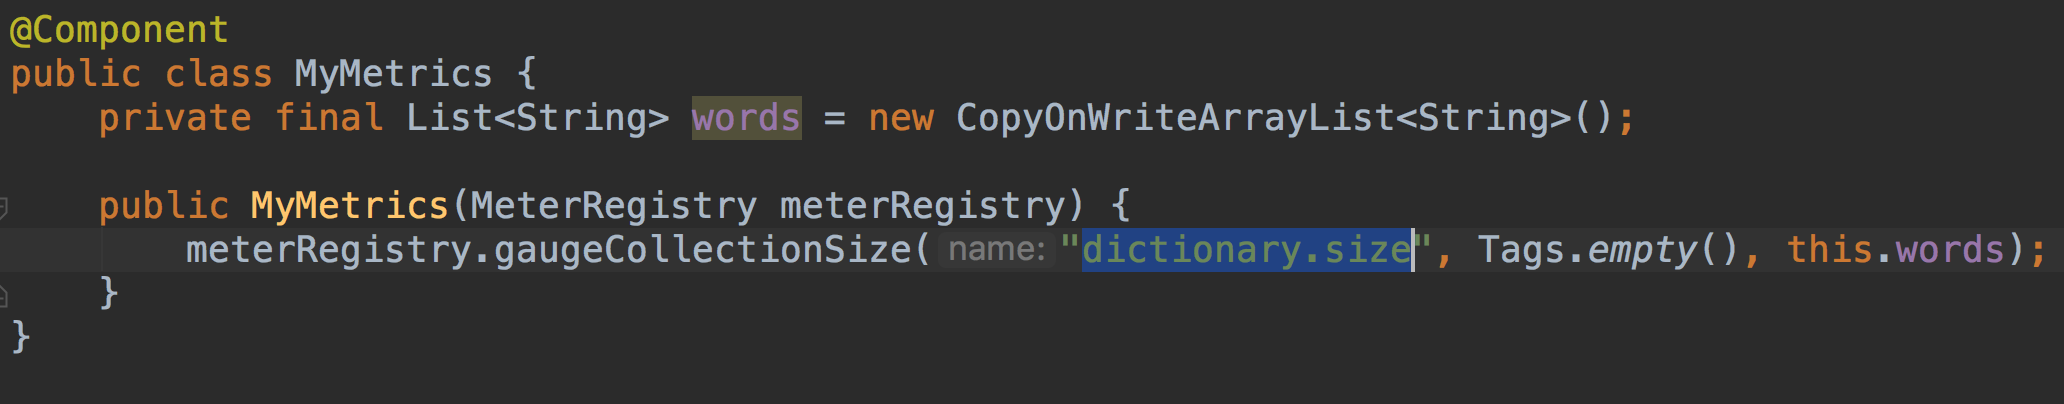 @Component
public class MyMetrics {
    private final List<String> words = new CopyOnWriteArrayList<String>();
    public MyMetrics(MeterRegistry meterRegistry) {
        meterRegistry.gaugeCollectionSize( name: "dictionary.size", Tags.empty(), this.words);
    }
}